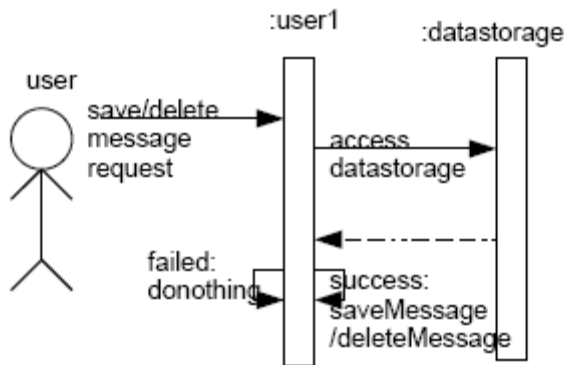 :user1
:datastorage
user
save/delete
message
request
access
datastorage
failed:
donothing
success:
saveMessage
/deleteMessage